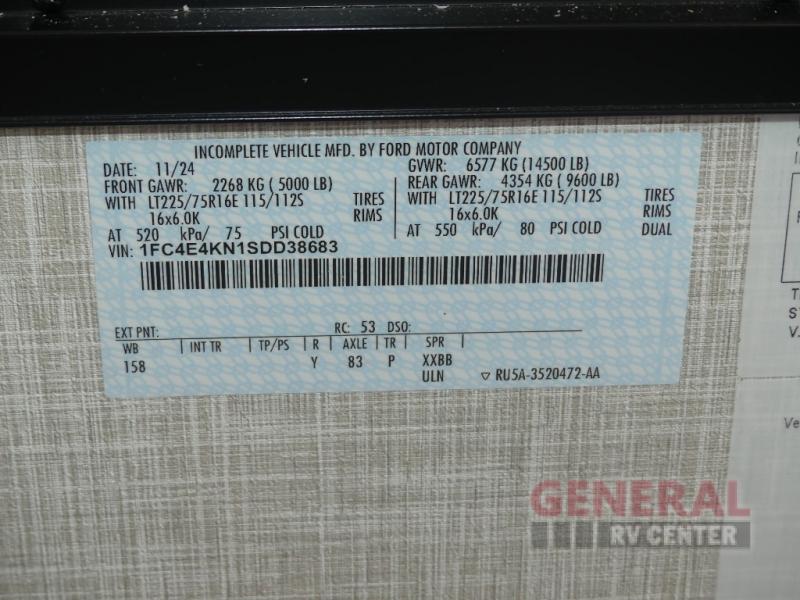 INCOMPLETE VEHICLE MFD. BY FORD MOTOR COMPANY
DATE: 11/24 GVWR: 6577 KG (14500 LB)
FRONT GAWR: 2268 KG ( 5000 LB) REAR GAWR: 4354 KG ( 9600 LB)
WITH LT225/75R16E 115/112S TIRES WITH LT225/75R16E 115/112S TIRES
16x6.0K RIMS 16x6.0K RIMS
AT 520 kPa/ 75 PSI COLD AT 550 kPa/ 80 PSI COLD DUAL
VIN: 1FC4E4KN1SDD38683
EXT PNT: RC: 53 DSO:
WB INT TR TP/PS R AXLE TR SPR
158 Y 83 P XXBB
ULN ▽ RU5A-3520472-AA
GENERAL
RV CENTER
Ve